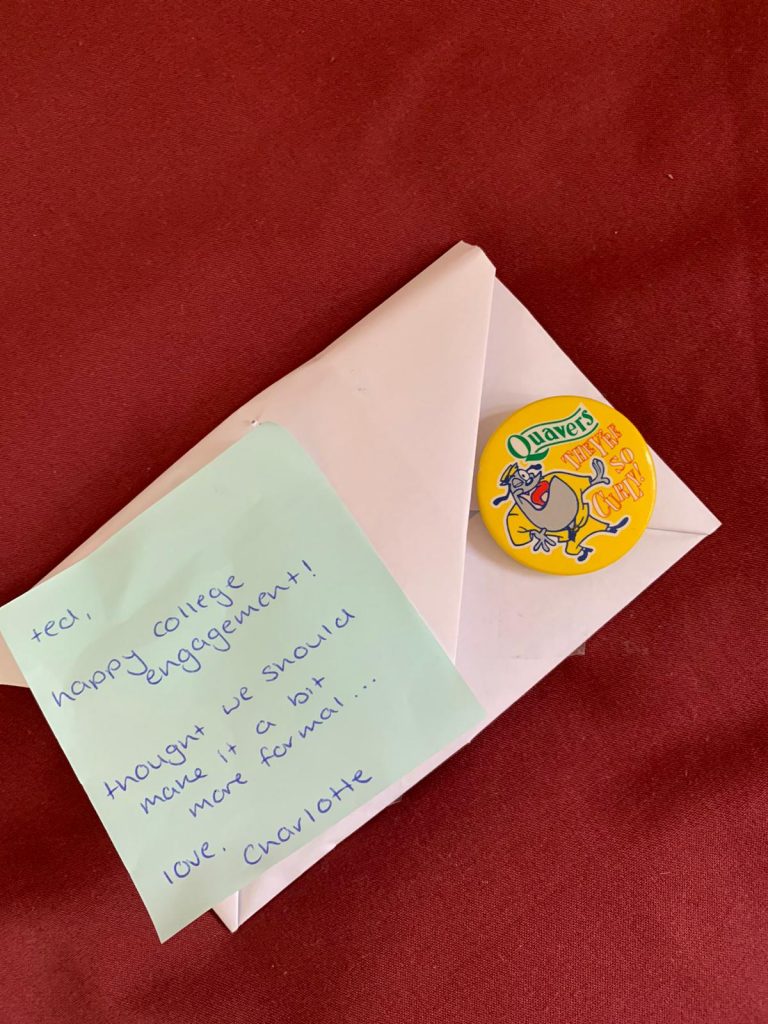 ted,
happy college
engagement!
thought we should
make it a bit
more formal...
love,
Charlotte
Quavers
THEY'RE
SO
CURLY!